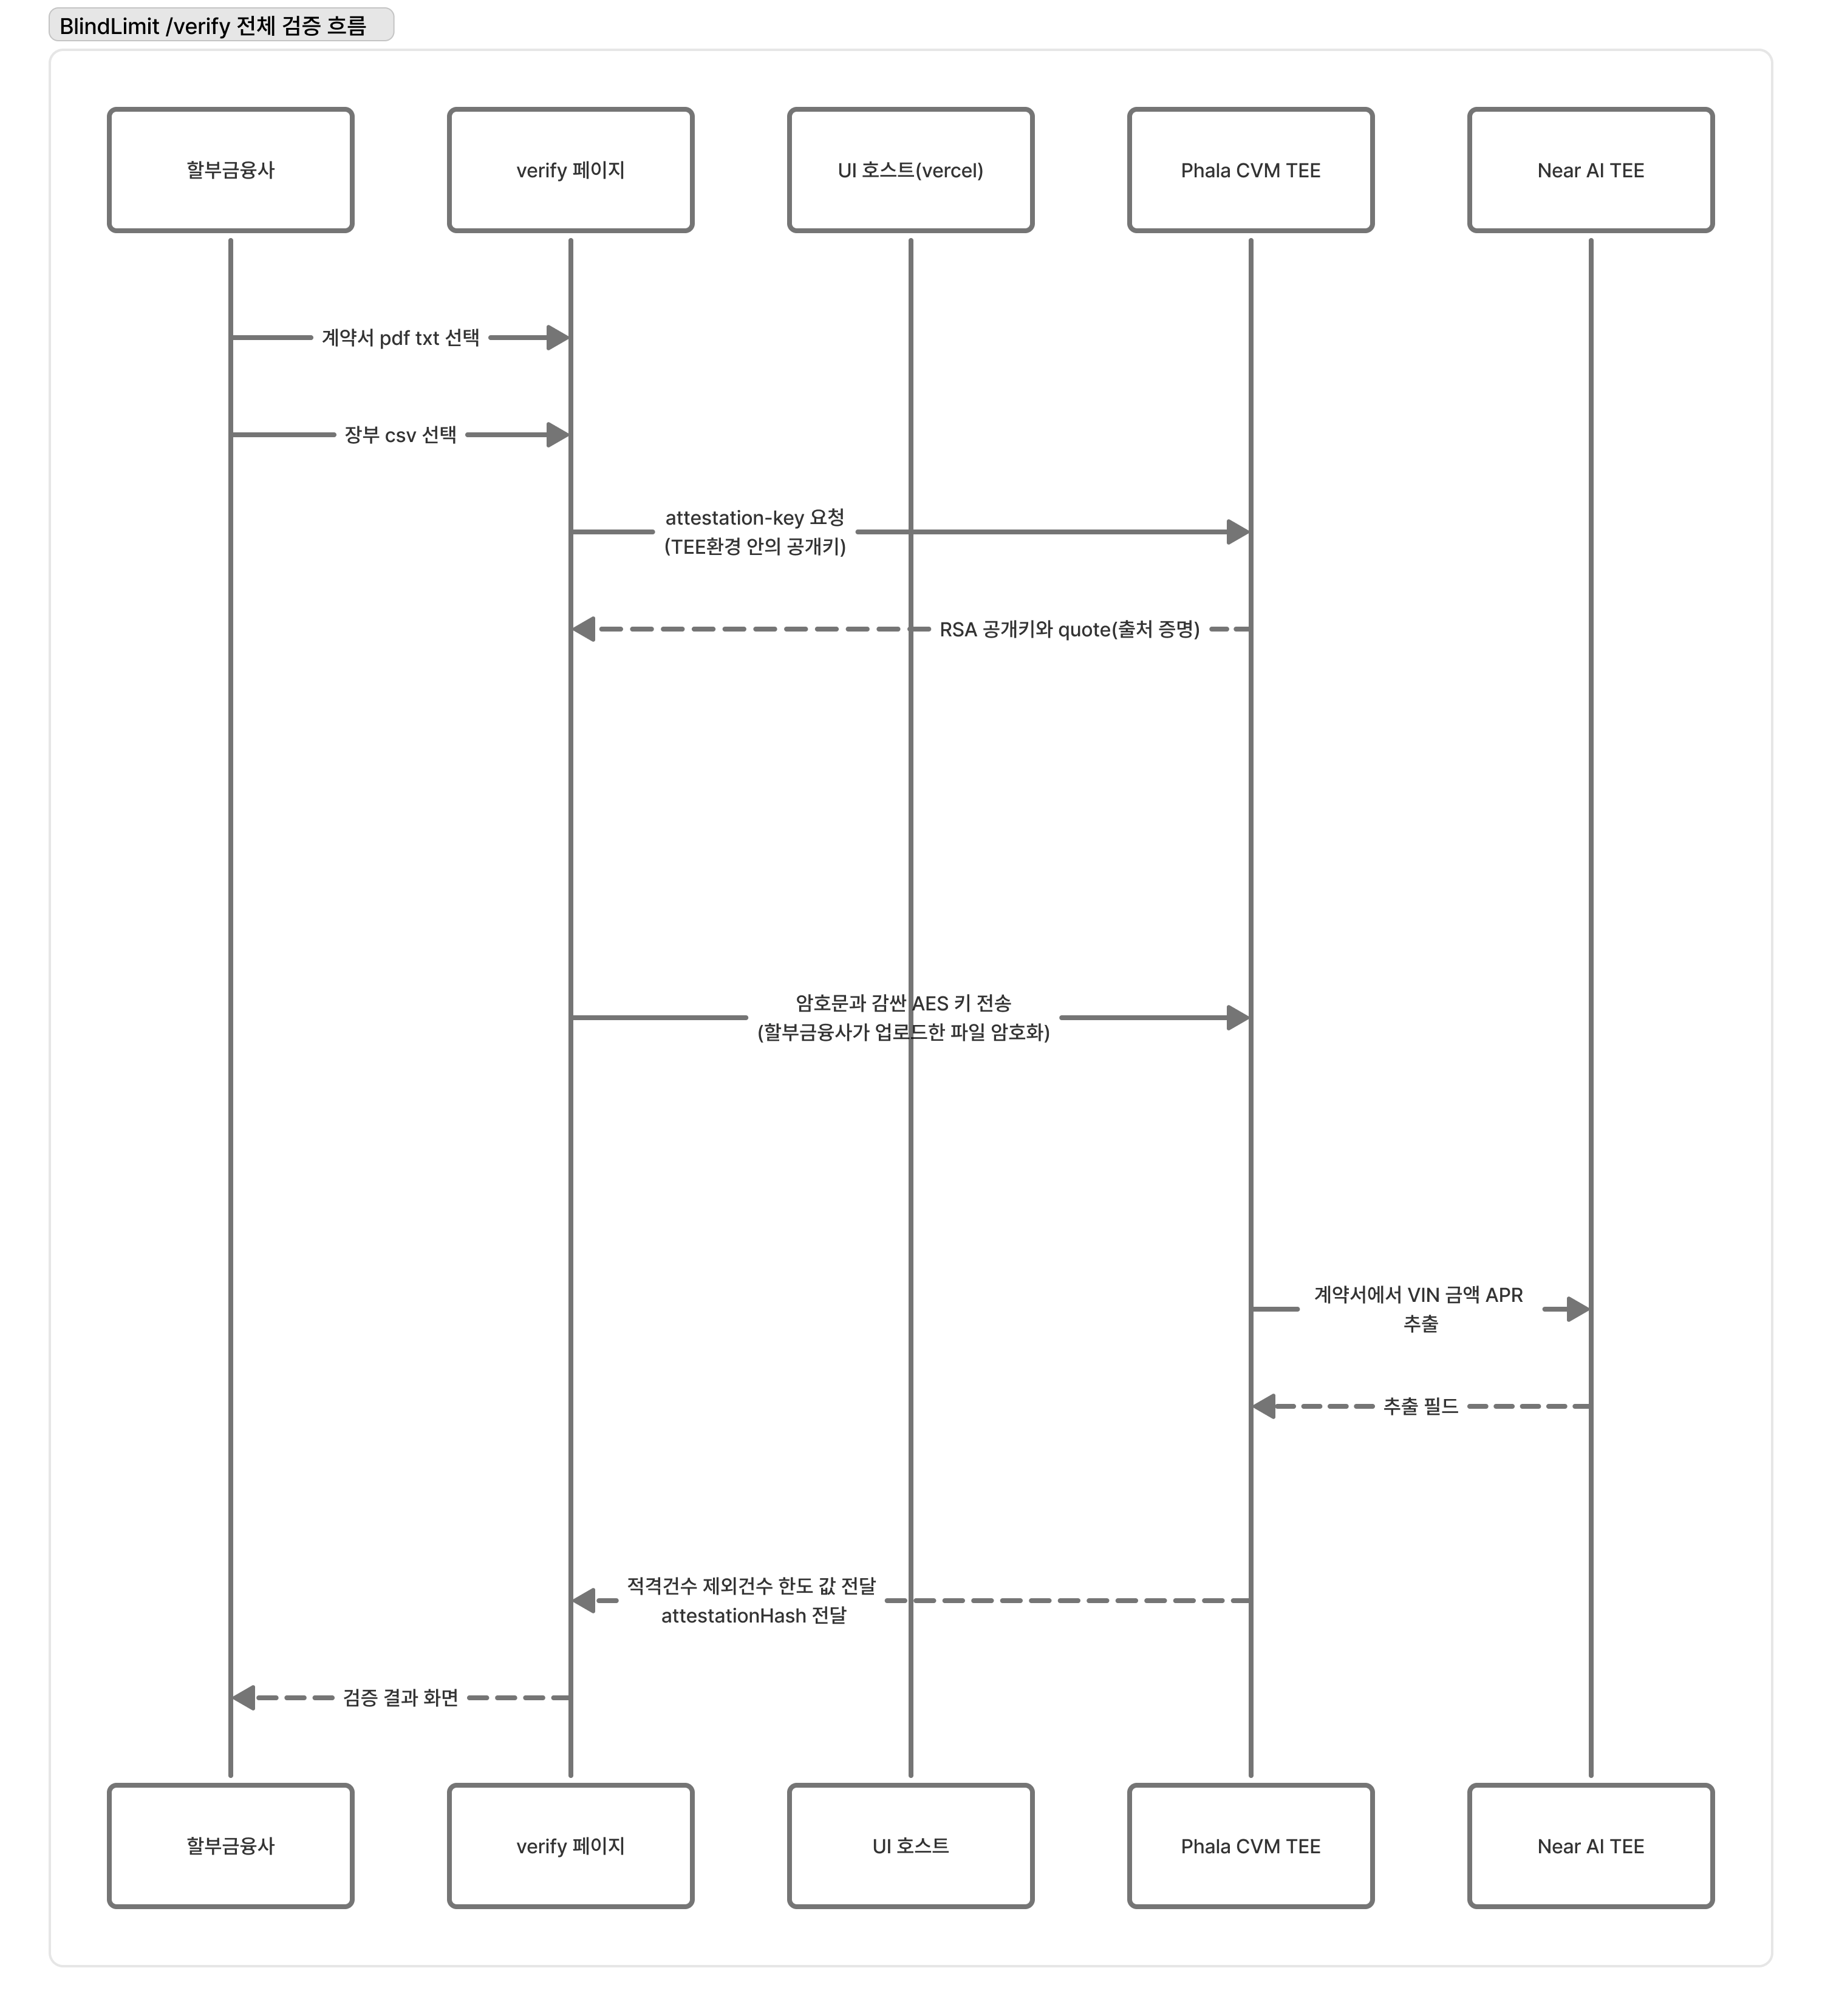 BlindLimit /verify 전체 검증 흐름
할부금융사
verify 페이지
UI 호스트(vercel)
Phala CVM TEE
Near AI TEE
계약서 pdf txt 선택
장부 csv 선택
attestation-key 요청
(TEE환경 안의 공개키)
RSA 공개키와 quote(출처 증명)
암호문과 감싼 AES 키 전송
(할부금융사가 업로드한 파일 암호화)
계약서에서 VIN 금액 APR
추출
추출 필드
적격건수 제외건수 한도 값 전달
attestationHash 전달
검증 결과 화면
할부금융사
verify 페이지
UI 호스트
Phala CVM TEE
Near AI TEE